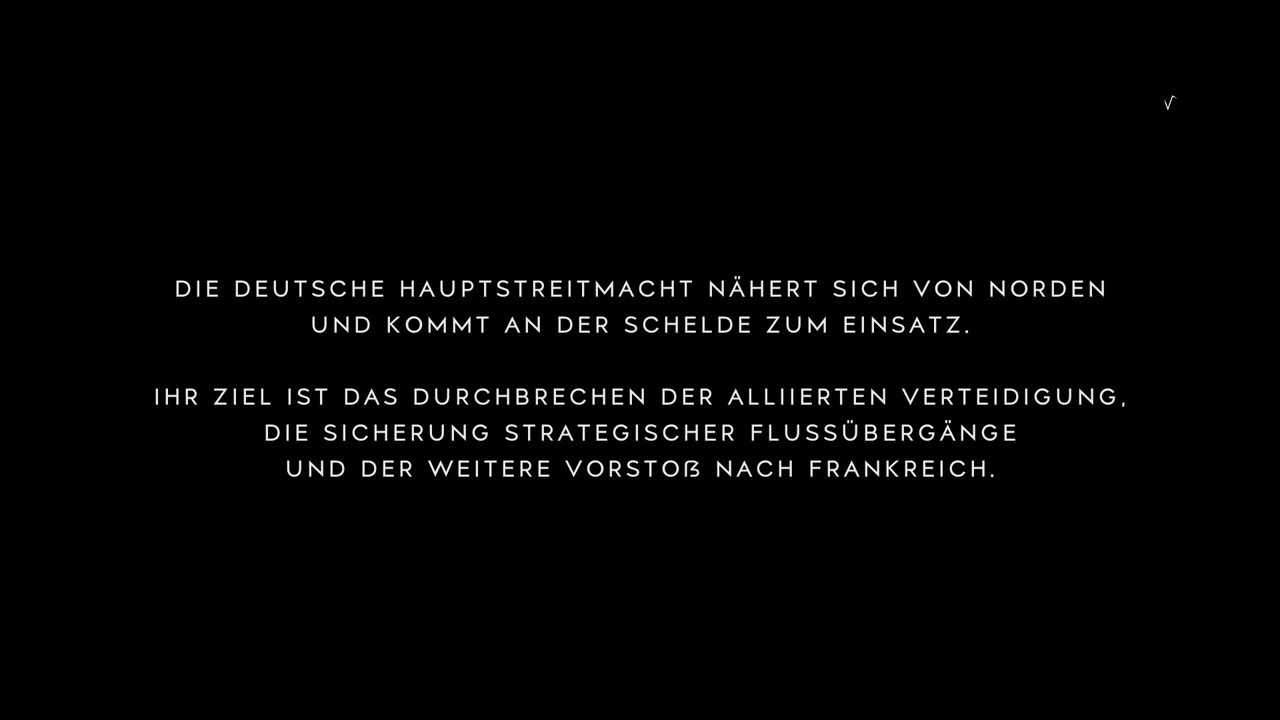 DIE DEUTSCHE HAUPTSTREITMACHT NÄHERT SICH VON NORDEN
UND KOMMT AN DER SCHELDE ZUM EINSATZ.
IHR ZIEL IST DAS DURCHBRECHEN DER ALLIIERTEN VERTEIDIGUNG,
DIE SICHERUNG STRATEGISCHER FLUSSÜBERGÄNGE
UND DER WEITERE VORSTOß NACH FRANKREICH.